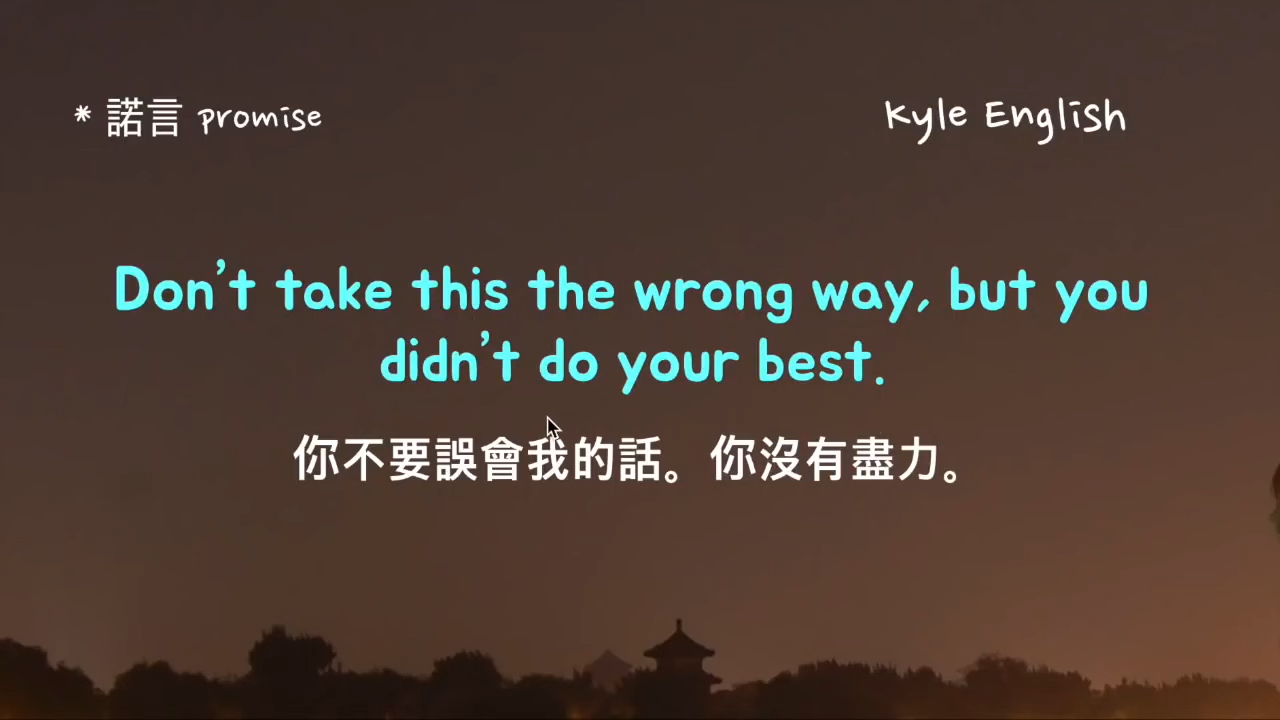 * 諾言 promise
Kyle English
Don't take this the wrong way, but you
didn't do your best.
你不要誤會我的話。你沒有盡力。